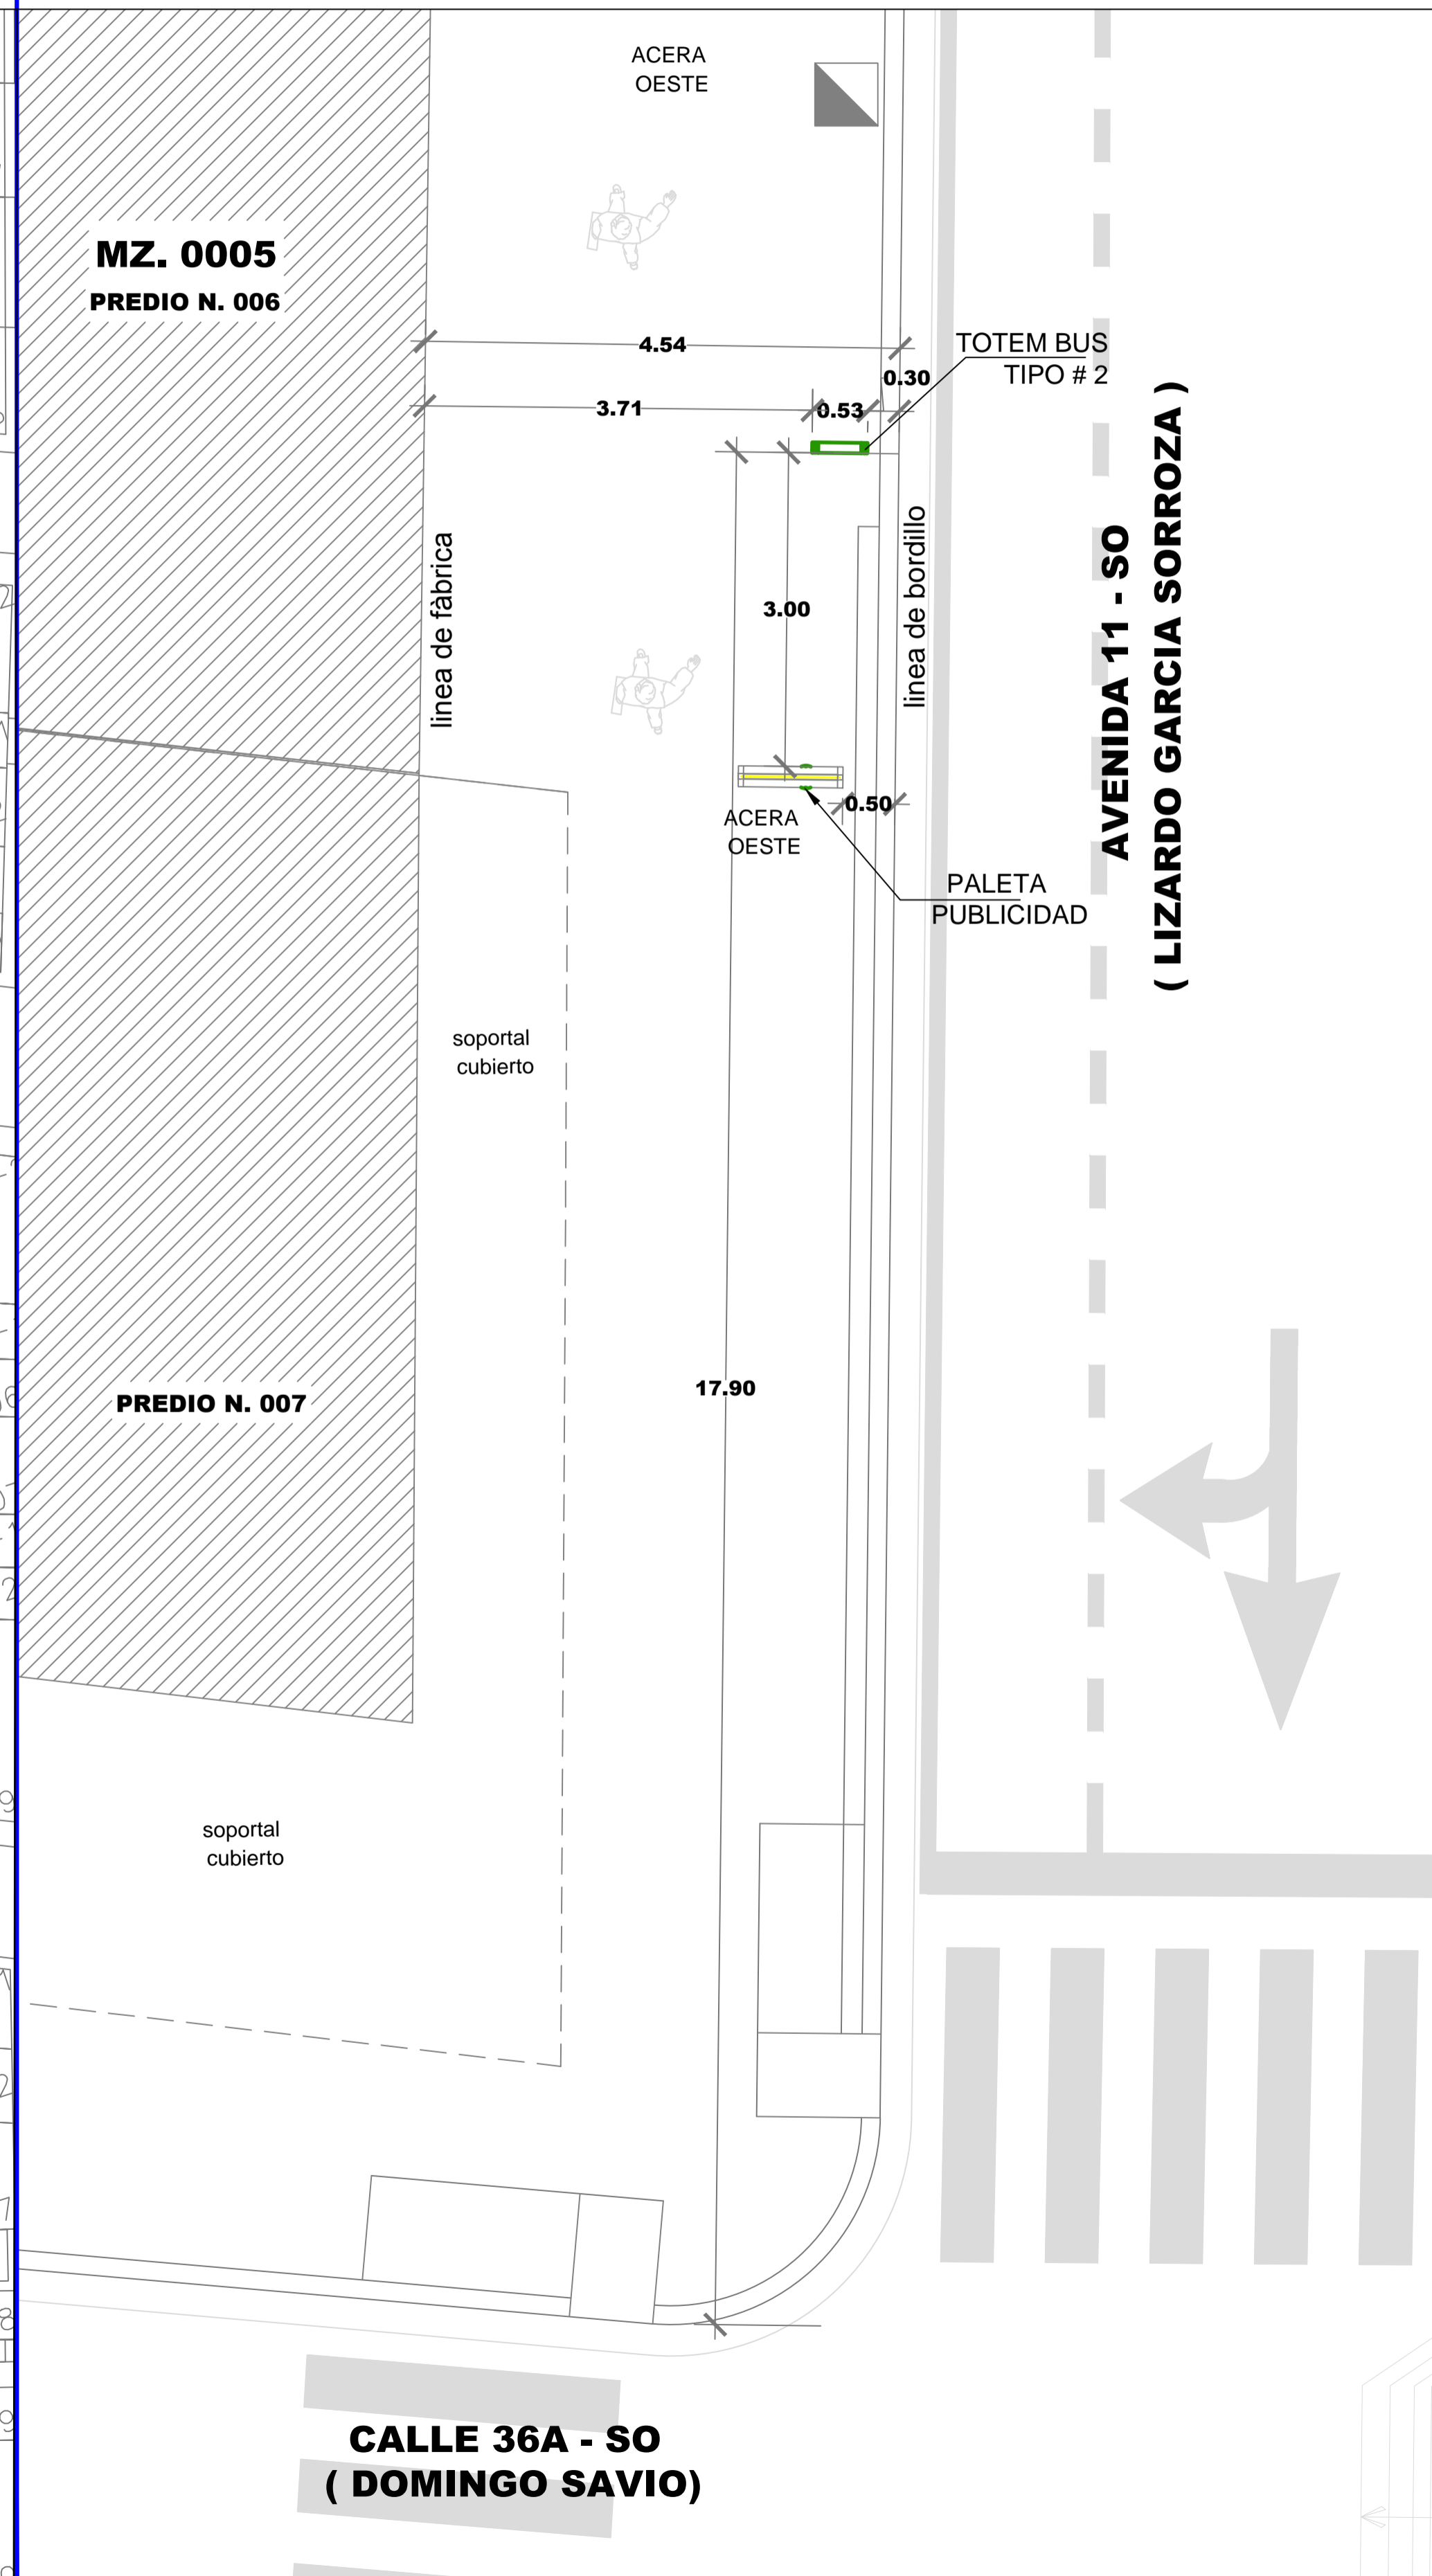 ACERA
OESTE
MZ. 0005
PREDIO N. 006
4.54
TOTEM BUS
TIPO # 2
0.30
3.71
0.53
linea de fàbrica
linea de bordillo
3.00
AVENIDA 11 - SO
( LIZARDO GARCIA SORROZA )
0.50
ACERA
OESTE
PALETA
PUBLICIDAD
soportal
cubierto
17.90
PREDIO N. 007
soportal
cubierto
CALLE 36A - SO
( DOMINGO SAVIO)